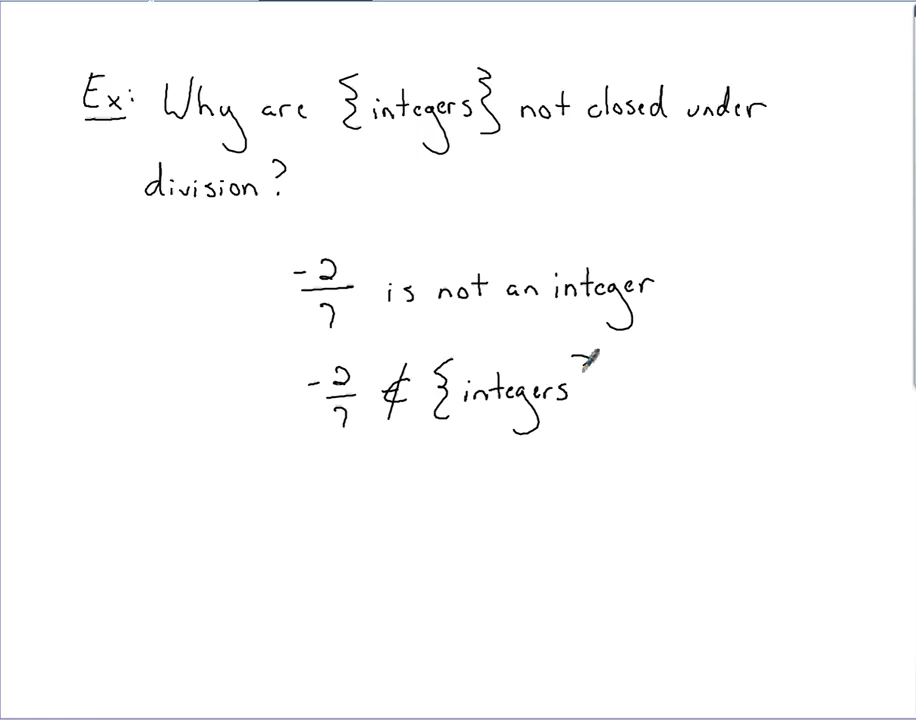 Ex: Why are {integers} not closed under
division?
-2/7 is not an integer
-2/7 ∉ {integers